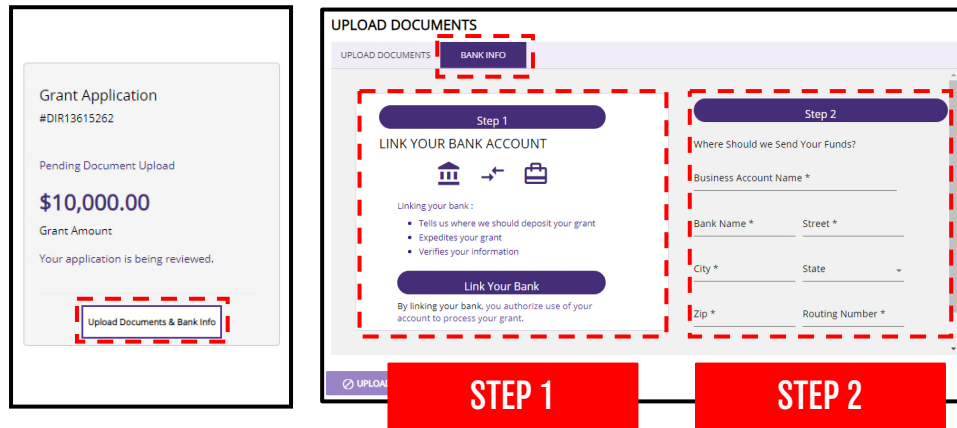 Grant Application
#DIR13615262
Pending Document Upload
$10,000.00
Grant Amount
Your application is being reviewed.
Upload Documents & Bank Info
UPLOAD DOCUMENTS
UPLOAD DOCUMENTS BANK INFO
Step 1
LINK YOUR BANK ACCOUNT
Linking your bank :
• Tells us where we should deposit your grant
• Expedites your grant
• Verifies your information
Link Your Bank
By linking your bank, you authorize use of your
account to process your grant.
Step 2
Where Should we Send Your Funds?
Business Account Name *
Bank Name * Street *
City * State
Zip * Routing Number *
STEP 1
STEP 2